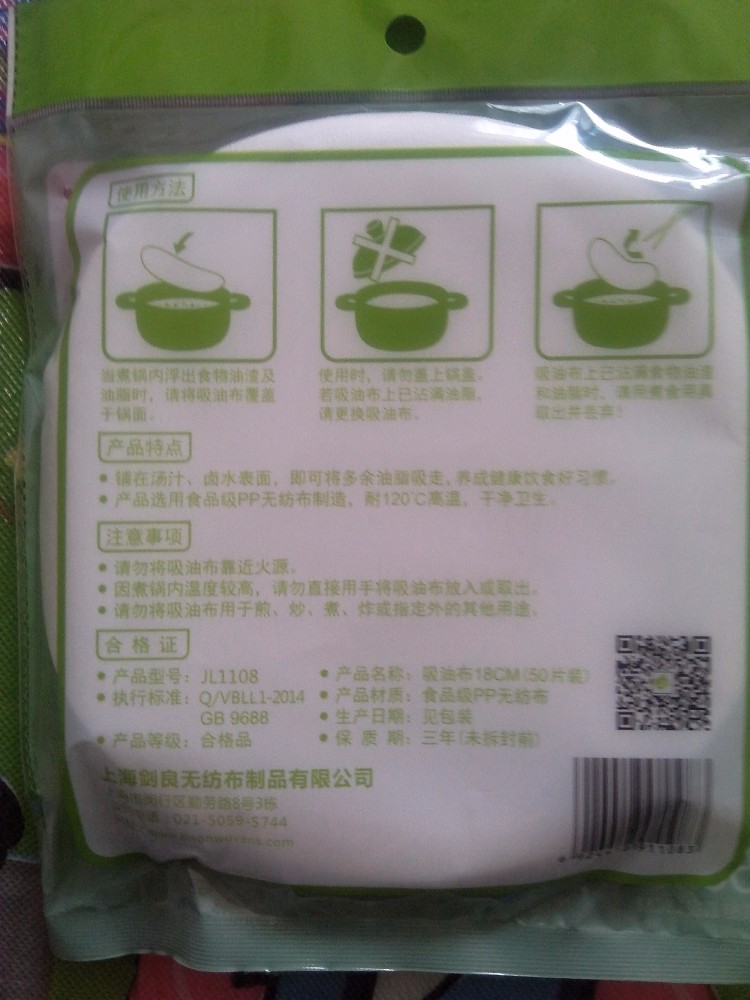 使用方法
当煮锅内浮出食物油渣及
油脂时，请将吸油布覆盖
于锅面。
使用时，请勿盖上锅盖。
若吸油布上已沾满油脂，
请更换吸油布。
吸油布上已沾满食物油渣
和油脂时，请用煮食用具
取出并丢弃！
产品特点
• 铺在汤汁、卤水表面，即可将多余油脂吸走，养成健康饮食好习惯。
• 产品选用食品级PP无纺布制造，耐120℃高温，干净卫生。
注意事项
• 请勿将吸油布靠近火源。
• 因煮锅内温度较高，请勿直接用手将吸油布放入或取出。
• 请勿将吸油布用于煎、炒、煮、炸或指定外的其他用途。
合格证
• 产品型号：JL1108
• 执行标准：Q/VBLL1-2014
GB 9688
• 产品等级：合格品
• 产品名称：吸油布18CM(50片装)
• 产品材质：食品级PP无纺布
• 生产日期：见包装
• 保 质 期：三年(未拆封前)
上海剑良无纺布制品有限公司
市闵行区勤劳路8号3栋
021-5059-5744